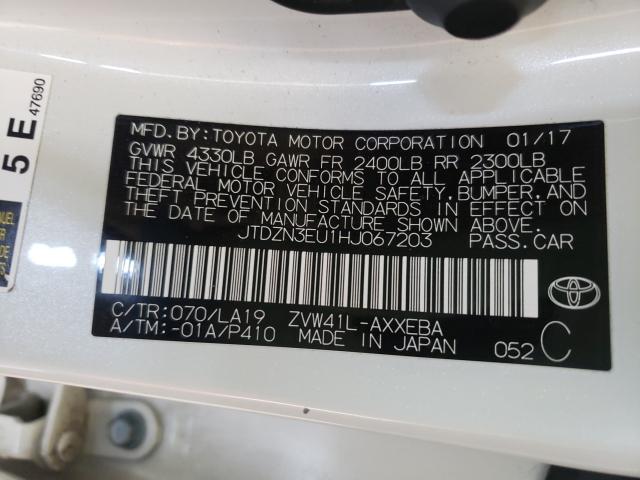 5 E
47690
MFD.BY:TOYOTA MOTOR CORPORATION 01/17
GVWR 4330LB GAWR FR 2400LB RR 2300LB
THIS VEHICLE CONFORMS TO ALL APPLICABLE
FEDERAL MOTOR VEHICLE SAFETY,BUMPER,AND
THEFT PREVENTION STANDARDS IN EFFECT ON
THE DATE OF MANUFACTURE SHOWN ABOVE.
JTDZN3EU1HJ067203 PASS.CAR
C/TR:070/LA19 ZVW41L-AXXEBA
A/TM:-01A/P410 MADE IN JAPAN 052 C